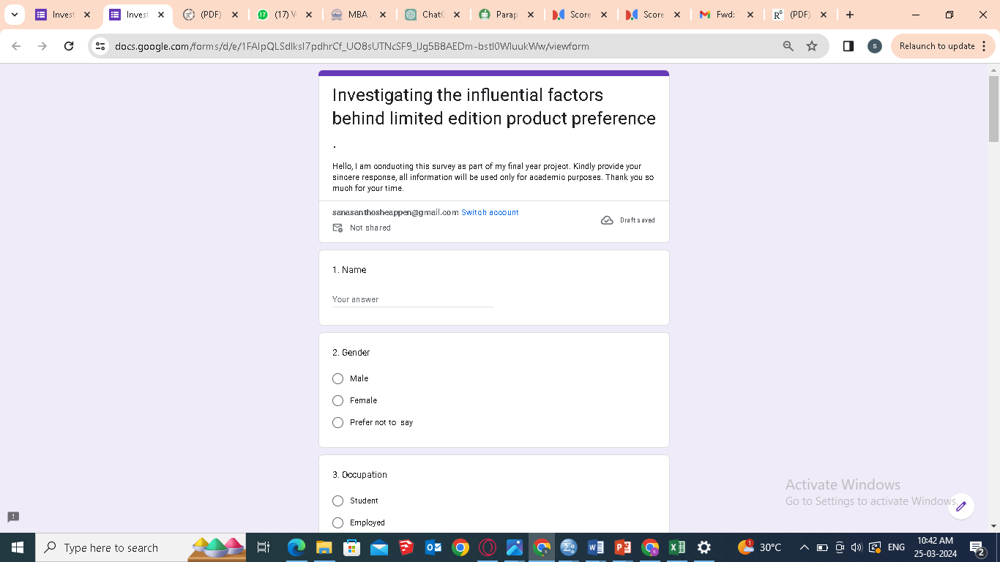 Invest
Invest
(PDF)
(17)
MBA
Chat
Parap
Score
Score
Fwd:
(PDF)
docs.google.com/forms/d/e/1FAIpQLSdlksI7pdhrCf_UO8sUTNcSF9_lJg5B8AEDm-bstI0WluukWw/viewform
S
Relaunch to update
Investigating the influential factors
behind limited edition product preference
.
Hello, I am conducting this survey as part of my final year project. Kindly provide your
sincere response, all information will be used only for academic purposes. Thank you so
much for your time.
sanasanthosheappen@gmail.com Switch account
Draft saved
Not shared
1. Name
Your answer
2. Gender
Male
Female
Prefer not to say
3. Occupation
Student
Employed
Activate Windows
Go to Settings to activate Windows.
Type here to search
30°C
ENG
10:42 AM
25-03-2024
2